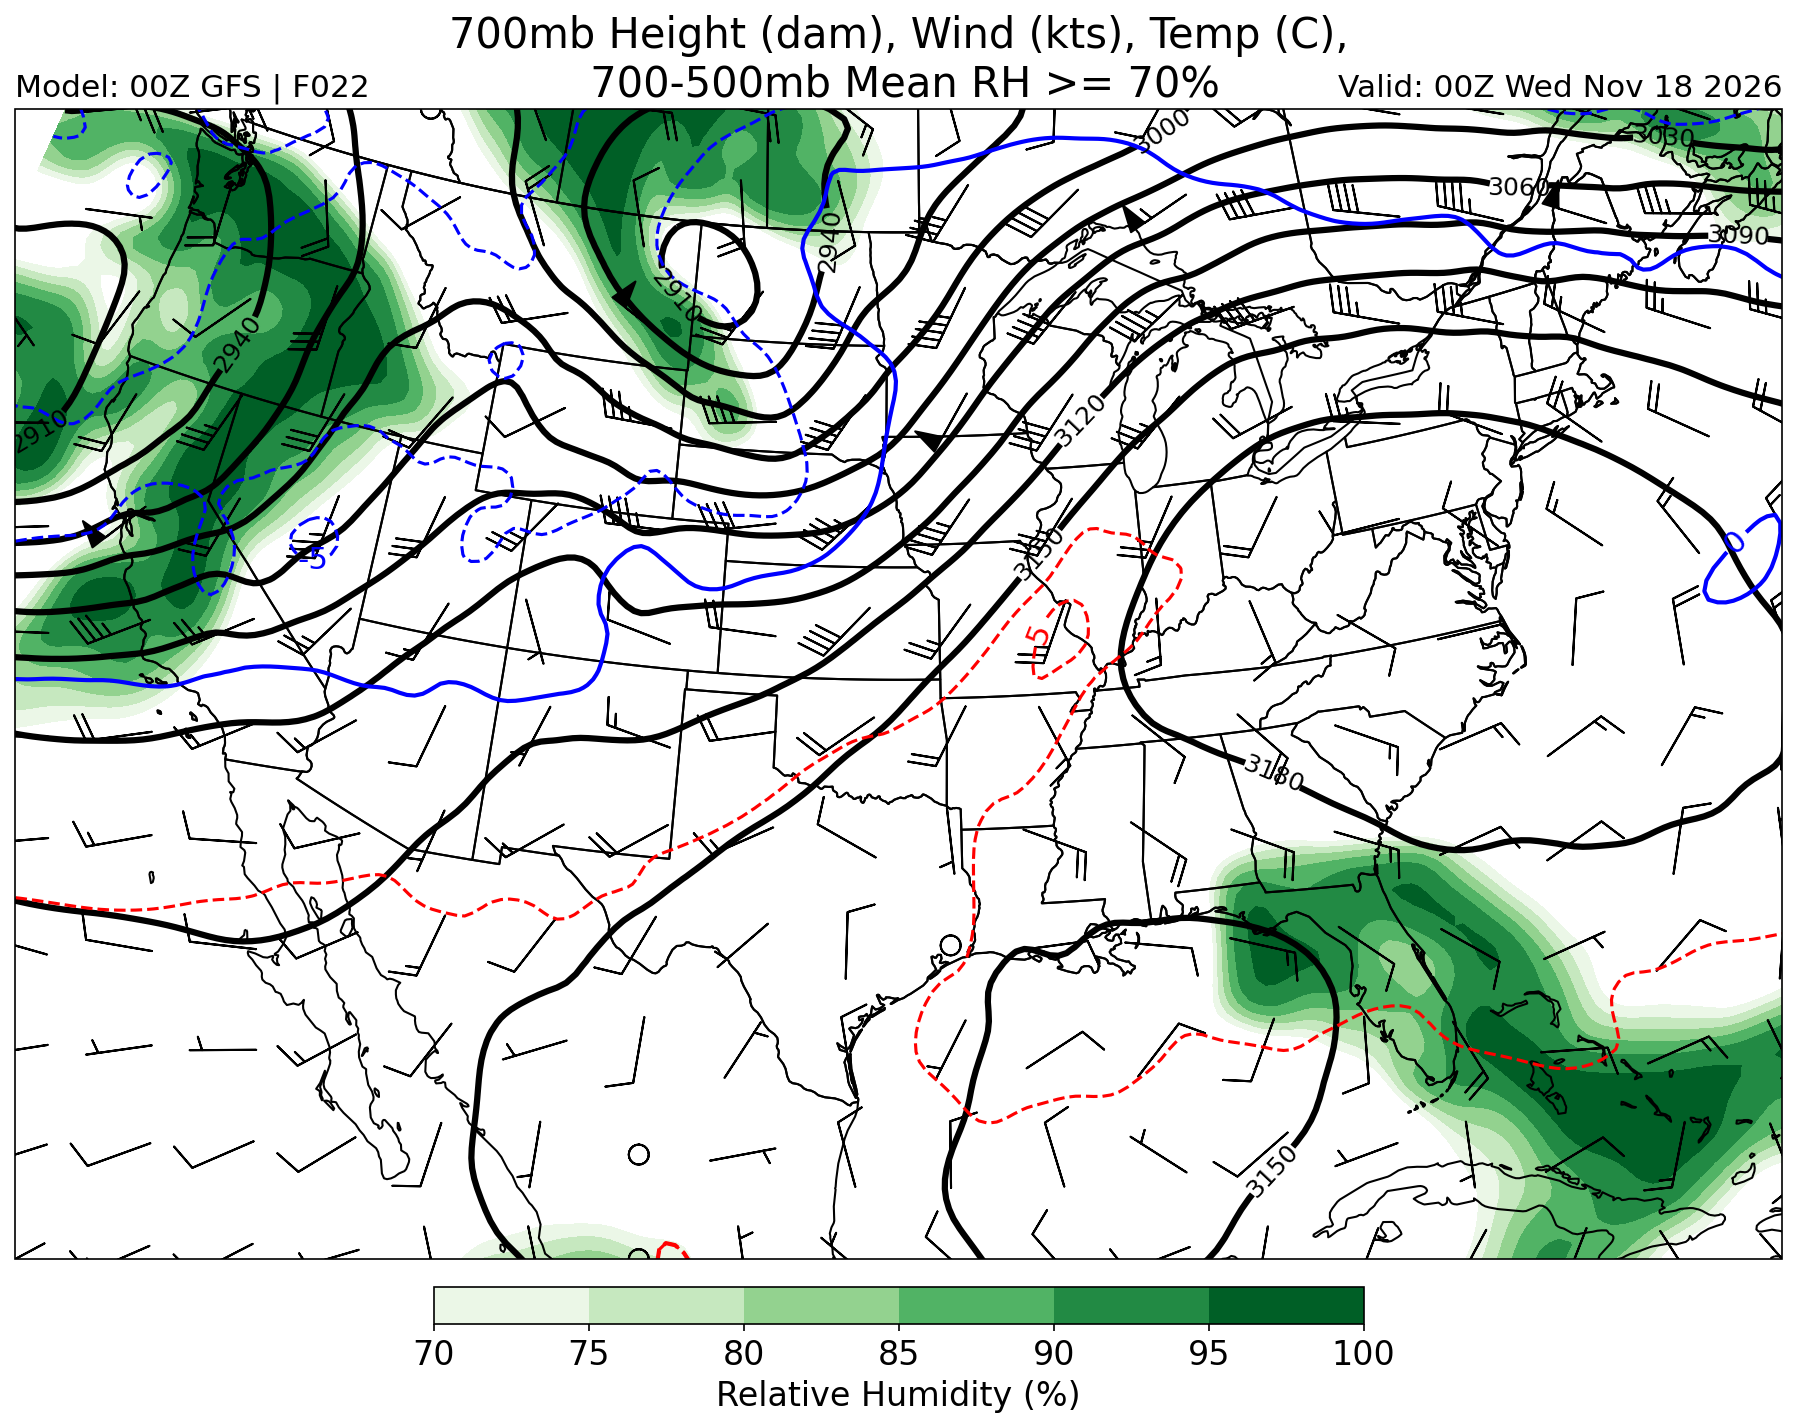 700mb Height (dam), Wind (kts), Temp (C),
700-500mb Mean RH >= 70%
Model: 00Z GFS | F022
Valid: 00Z Wed Nov 18 2026
3000
3030
3060
3090
2940
2910
2940
2910
3120
3150
-5
-5
0
3180
3150
70 75 80 85 90 95 100
Relative Humidity (%)